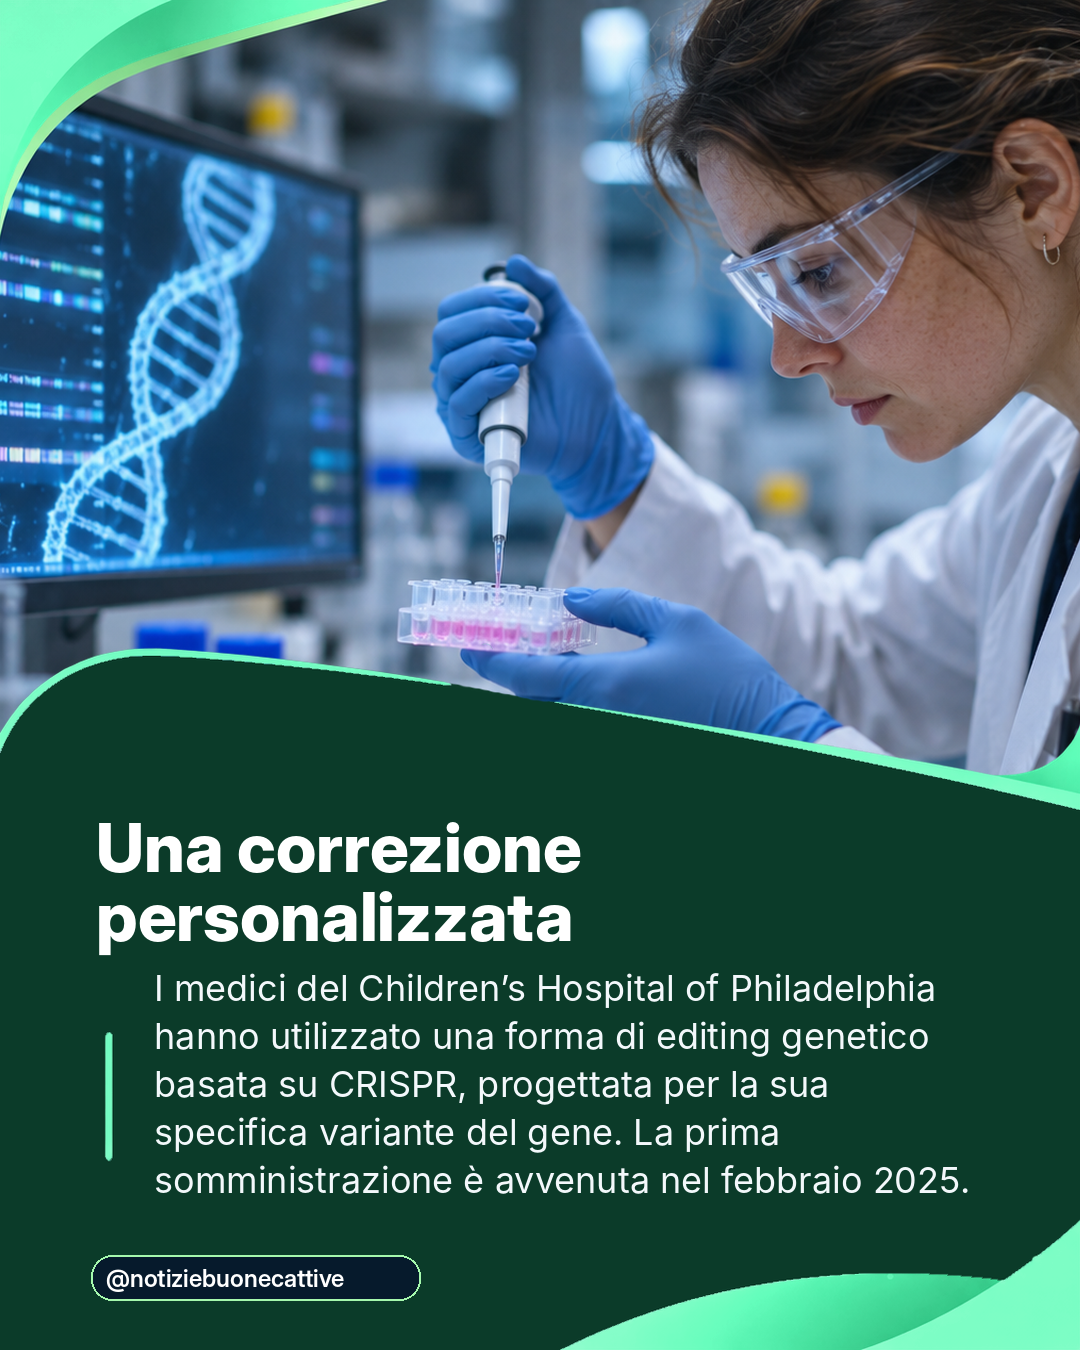 Una correzione
personalizzata
I medici del Children’s Hospital of Philadelphia
hanno utilizzato una forma di editing genetico
basata su CRISPR, progettata per la sua
specifica variante del gene. La prima
somministrazione è avvenuta nel febbraio 2025.
@notiziebuonecattive